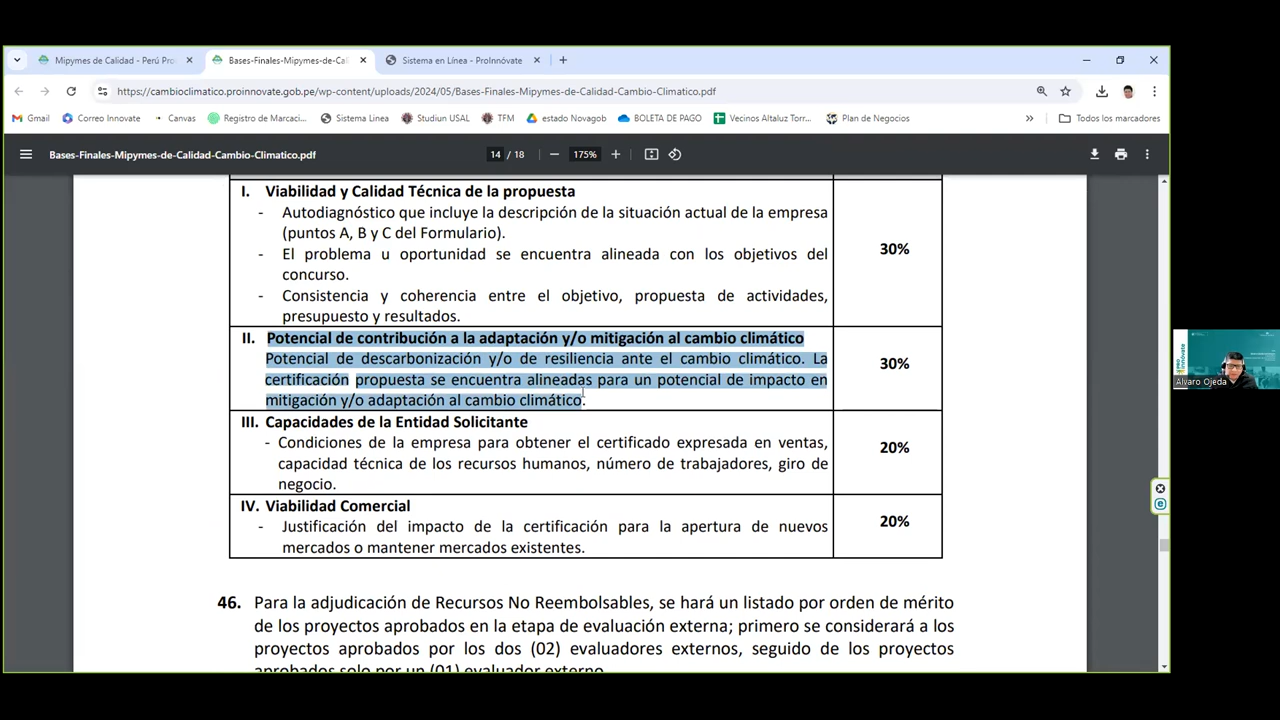 Mipymes de Calidad - Perú Pro
Bases-Finales-Mipymes-de-Cal
Sistema en Línea - ProInnóvate
https://cambioclimatico.proinnovate.gob.pe/wp-content/uploads/2024/05/Bases-Finales-Mipymes-de-Calidad-Cambio-Climatico.pdf
Gmail
Correo Innovate
Canvas
Registro de Marcaci...
Sistema Linea
Studiun USAL
TFM
estado Novagob
BOLETA DE PAGO
Vecinos Altaluz Torr...
Plan de Negocios
»
Todos los marcadores
Bases-Finales-Mipymes-de-Calidad-Cambio-Climatico.pdf
14 / 18
175%
I. Viabilidad y Calidad Técnica de la propuesta
- Autodiagnóstico que incluye la descripción de la situación actual de la empresa
(puntos A, B y C del Formulario).
- El problema u oportunidad se encuentra alineada con los objetivos del
concurso.
- Consistencia y coherencia entre el objetivo, propuesta de actividades,
presupuesto y resultados.
30%
II. Potencial de contribución a la adaptación y/o mitigación al cambio climático
Potencial de descarbonización y/o de resiliencia ante el cambio climático. La
certificación propuesta se encuentra alineadas para un potencial de impacto en
mitigación y/o adaptación al cambio climático.
30%
III. Capacidades de la Entidad Solicitante
- Condiciones de la empresa para obtener el certificado expresada en ventas,
capacidad técnica de los recursos humanos, número de trabajadores, giro de
negocio.
20%
IV. Viabilidad Comercial
- Justificación del impacto de la certificación para la apertura de nuevos
mercados o mantener mercados existentes.
20%
46. Para la adjudicación de Recursos No Reembolsables, se hará un listado por orden de mérito
de los proyectos aprobados en la etapa de evaluación externa; primero se considerará a los
proyectos aprobados por los dos (02) evaluadores externos, seguido de los proyectos
aprobados solo por un (01) evaluador externo.
Alvaro Ojeda